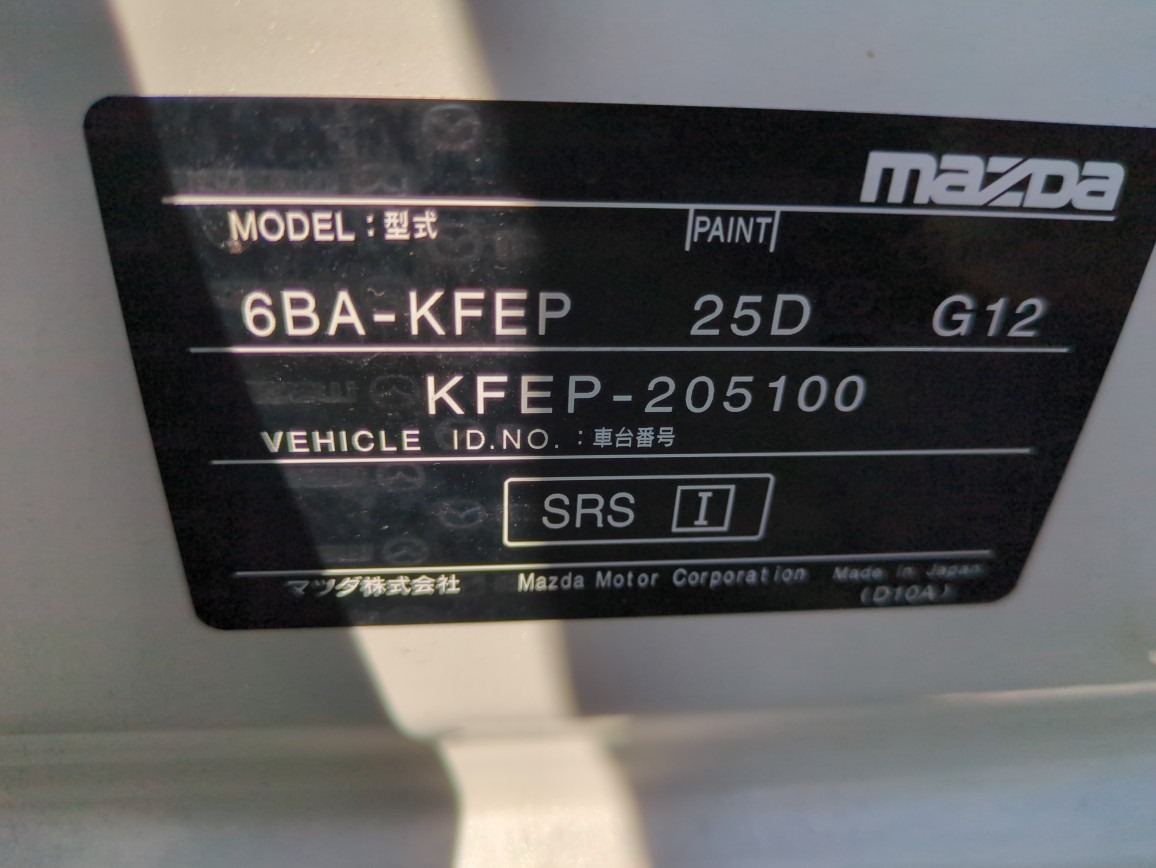 mazda
MODEL：型式 PAINT
6BA-KFEP 25D G12
KFEP-205100
VEHICLE ID.NO.：車台番号
SRS I
マツダ株式会社 Mazda Motor Corporation Made in Japan
(D10A)